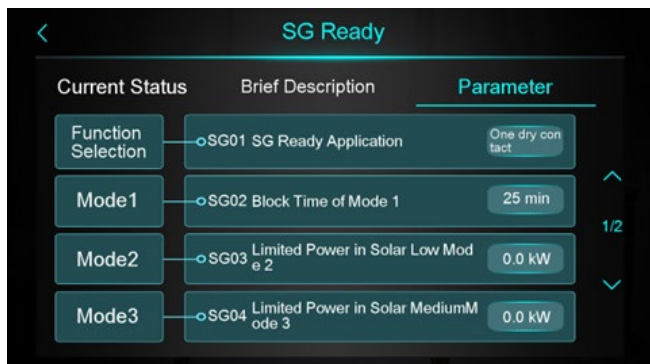 SG Ready
Current Status Brief Description Parameter
Function
Selection
SG01 SG Ready Application
One dry con
tact
Mode1
SG02 Block Time of Mode 1
25 min
1/2
Mode2
SG03 Limited Power in Solar Low Mod
e 2
0.0 kW
Mode3
SG04 Limited Power in Solar MediumM
ode 3
0.0 kW